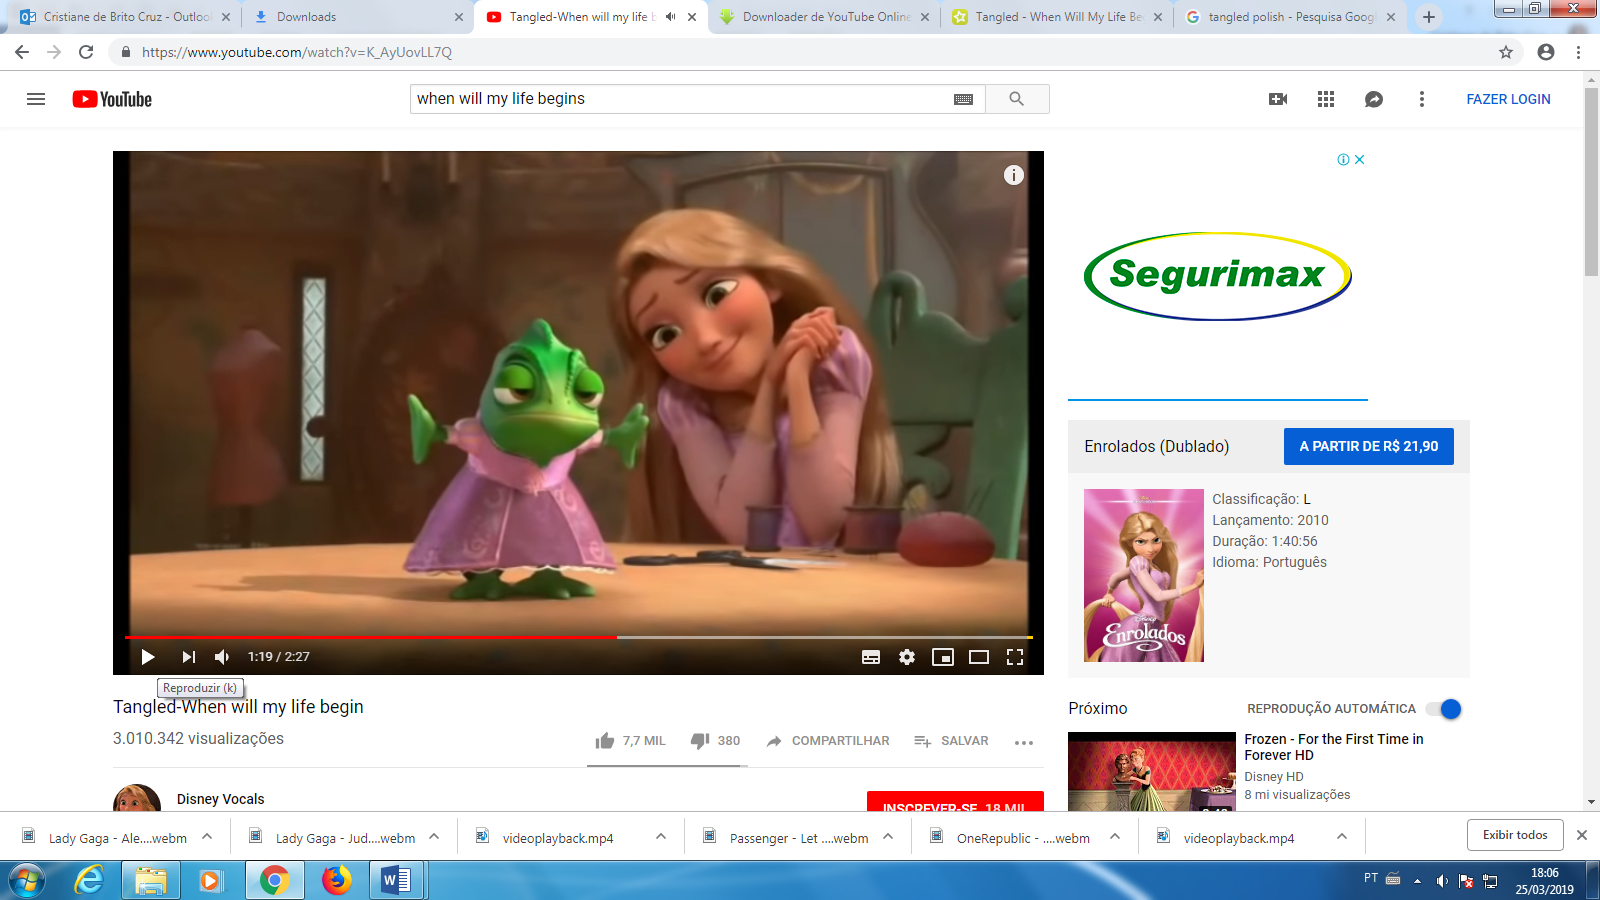 Cristiane de Brito Cruz - Outloo
Downloads
Tangled-When will my life b
Downloader de YouTube Online
Tangled - When Will My Life Be
tangled polish - Pesquisa Goog
https://www.youtube.com/watch?v=K_AyUovLL7Q
YouTube
when will my life begins
FAZER LOGIN
Segurimax
Enrolados (Dublado)
A PARTIR DE R$ 21,90
Classificação: L
Lançamento: 2010
Duração: 1:40:56
Idioma: Português
Disney
Enrolados
1:19 / 2:27
Reproduzir (k)
Tangled-When will my life begin
3.010.342 visualizações
7,7 MIL
380
COMPARTILHAR
SALVAR
Próximo
REPRODUÇÃO AUTOMÁTICA
Frozen - For the First Time in
Forever HD
Disney HD
8 mi visualizações
Disney Vocals
INSCREVER-SE 18 MIL
Lady Gaga - Ale....webm
Lady Gaga - Jud....webm
videoplayback.mp4
Passenger - Let ....webm
OneRepublic - ....webm
videoplayback.mp4
Exibir todos
PT
18:06
25/03/2019